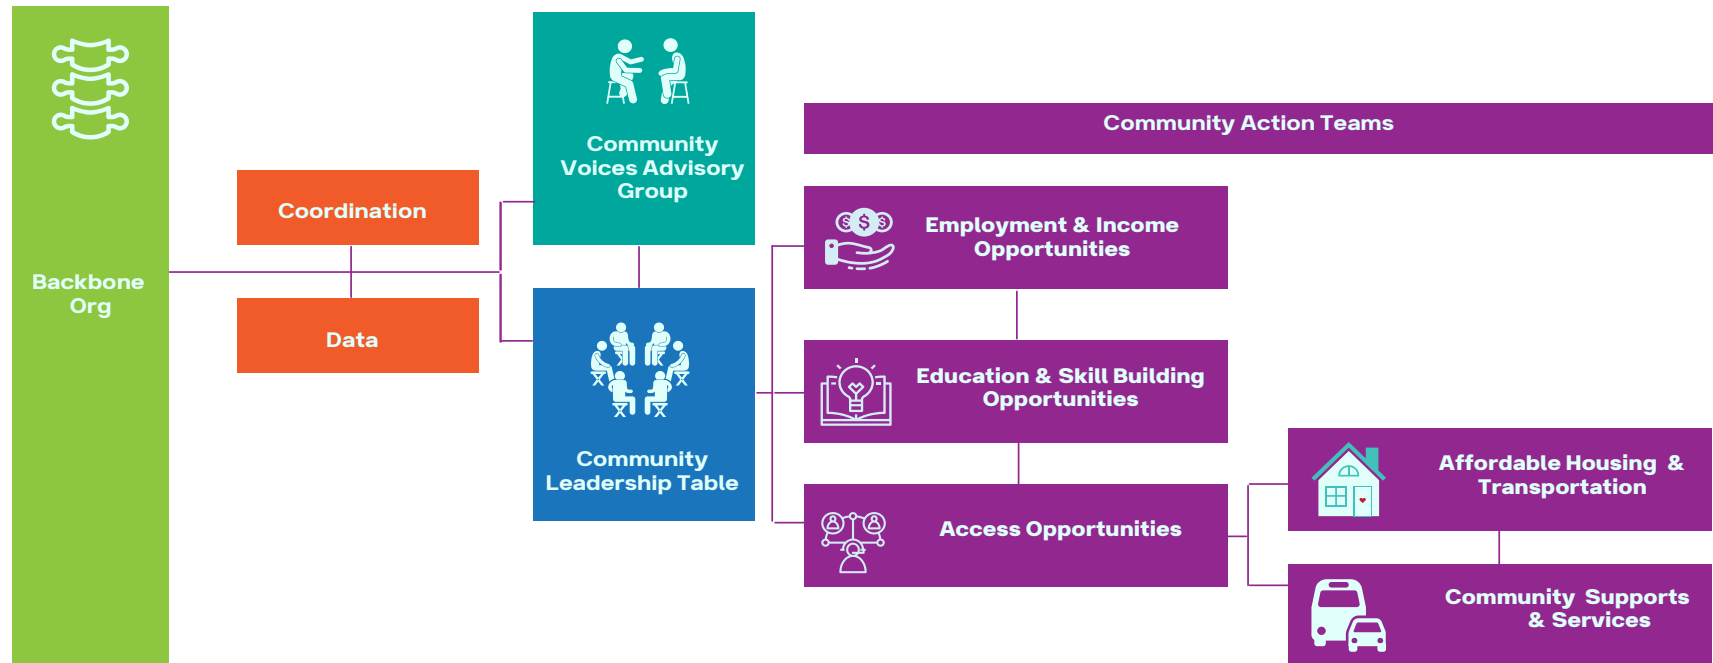 Backbone
Org
Coordination
Data
Community
Voices Advisory
Group
Community
Leadership Table
Community Action Teams
Employment & Income
Opportunities
Education & Skill Building
Opportunities
Access Opportunities
Affordable Housing &
Transportation
Community Supports
& Services